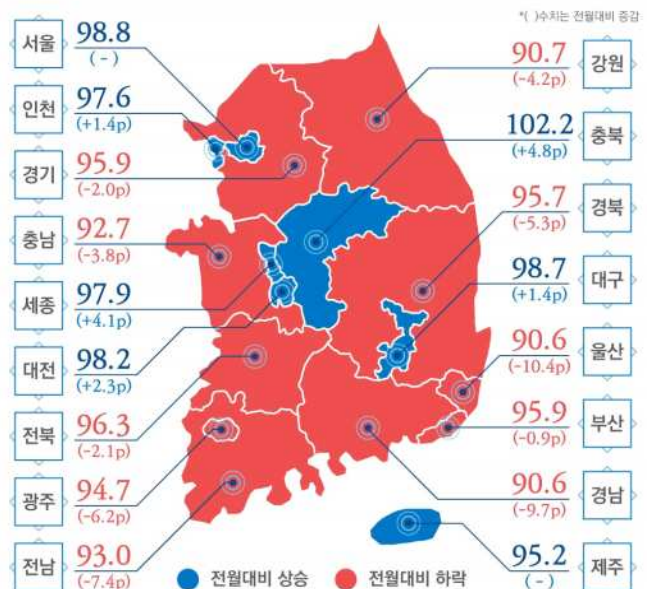 *( )수치는 전월대비 증감
서울 98.8
( - )
인천 97.6
(+1.4p)
경기 95.9
(-2.0p)
충남 92.7
(-3.8p)
세종 97.9
(+4.1p)
대전 98.2
(+2.3p)
전북 96.3
(-2.1p)
광주 94.7
(-6.2p)
전남 93.0
(-7.4p)
90.7 강원
(-4.2p)
102.2 충북
(+4.8p)
95.7 경북
(-5.3p)
98.7 대구
(+1.4p)
90.6 울산
(-10.4p)
95.9 부산
(-0.9p)
90.6 경남
(-9.7p)
95.2 제주
( - )
전월대비 상승 전월대비 하락